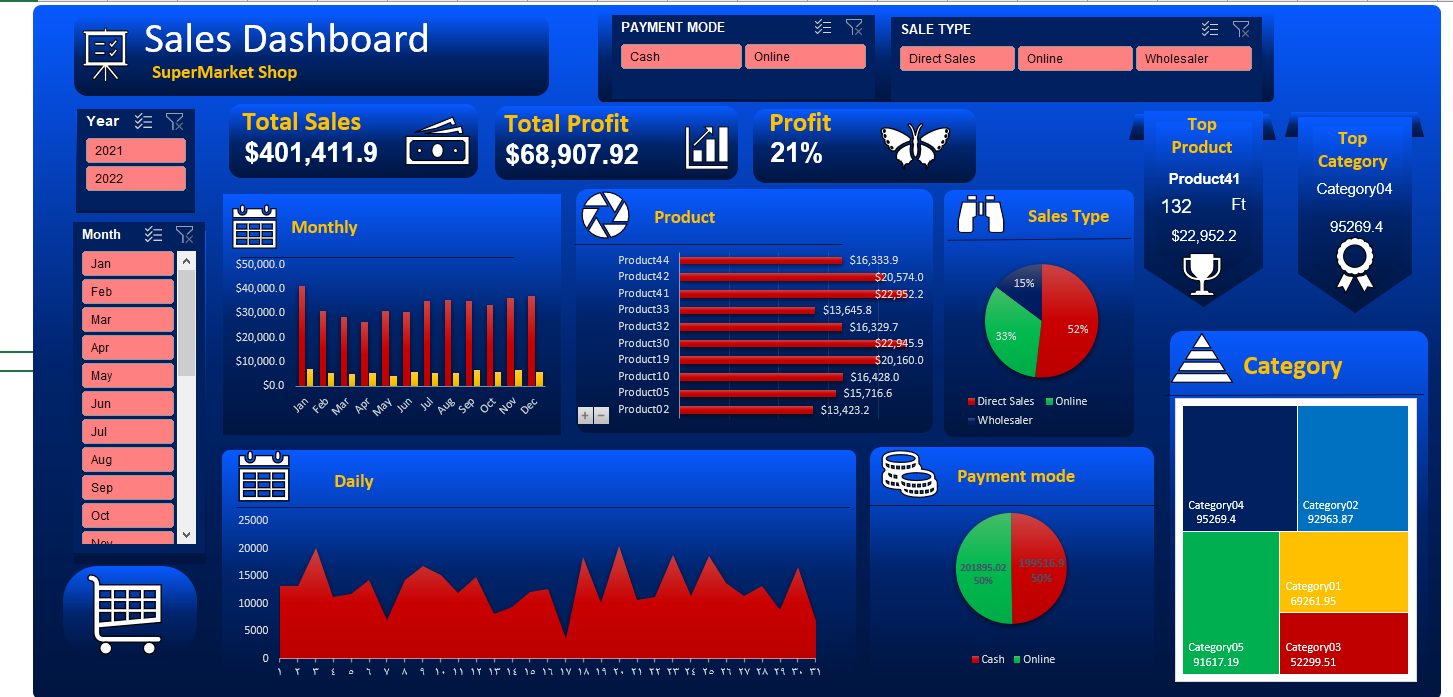 Sales Dashboard
SuperMarket Shop
PAYMENT MODE
Cash
Online
SALE TYPE
Direct Sales
Online
Wholesaler
Year
2021
2022
Total Sales
$401,411.9
Total Profit
$68,907.92
Profit
21%
Top
Product
Product41
132 Ft
$22,952.2
Top
Category
Category04
95269.4
Month
Jan
Feb
Mar
Apr
May
Jun
Jul
Aug
Sep
Oct
Nov
Monthly
$50,000.0
$40,000.0
$30,000.0
$20,000.0
$10,000.0
$0.0
Jan Feb Mar Apr May Jun Jul Aug Sep Oct Nov Dec
Product
Product44 $16,333.9
Product42 $20,574.0
Product41 $22,952.2
Product33 $13,645.8
Product32 $16,329.7
Product30 $22,945.9
Product19 $20,160.0
Product10 $16,428.0
Product05 $15,716.6
Product02 $13,423.2
+ −
Sales Type
15%
52%
33%
Direct Sales Online
Wholesaler
Category
Category04
95269.4
Category02
92963.87
Category01
69261.95
Category05
91617.19
Category03
52299.51
Daily
25000
20000
15000
10000
5000
0
١ ٢ ٣ ٤ ٥ ٦ ٧ ٨ ٩ ١٠ ١١ ١٢ ١٣ ١٤ ١٥ ١٦ ١٧ ١٨ ١٩ ٢٠ ٢١ ٢٢ ٢٣ ٢٤ ٢٥ ٢٦ ٢٧ ٢٨ ٢٩ ٣٠ ٣١
Payment mode
201895.02
50%
199516.9
50%
Cash Online